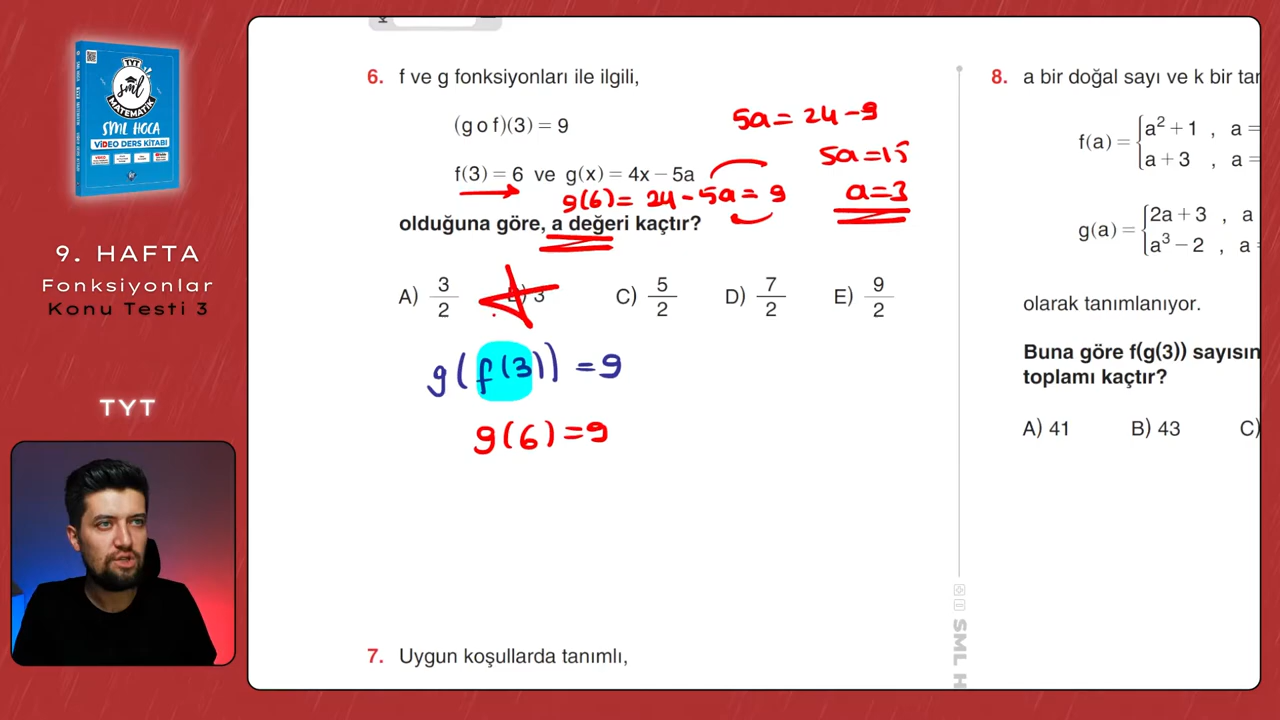 TYT
sml
MATEMATİK
SML HOCA
VİDEO DERS KİTABI
9. HAFTA
Fonksiyonlar
Konu Testi 3
TYT
6. f ve g fonksiyonları ile ilgili,
(g o f)(3) = 9
f(3) = 6 ve g(x) = 4x − 5a
g(6) = 24 − 5a = 9
5a = 24 − 9
5a = 15
a = 3
olduğuna göre, a değeri kaçtır?
A) 3/2 B) 3 C) 5/2 D) 7/2 E) 9/2
g(f(3)) = 9
g(6) = 9
7. Uygun koşullarda tanımlı,
SML H
8. a bir doğal sayı ve k bir tar
f(a) = { a² + 1 , a =
a + 3 , a =
g(a) = { 2a + 3 , a
a³ − 2 , a =
olarak tanımlanıyor.
Buna göre f(g(3)) sayısın
toplamı kaçtır?
A) 41 B) 43 C)